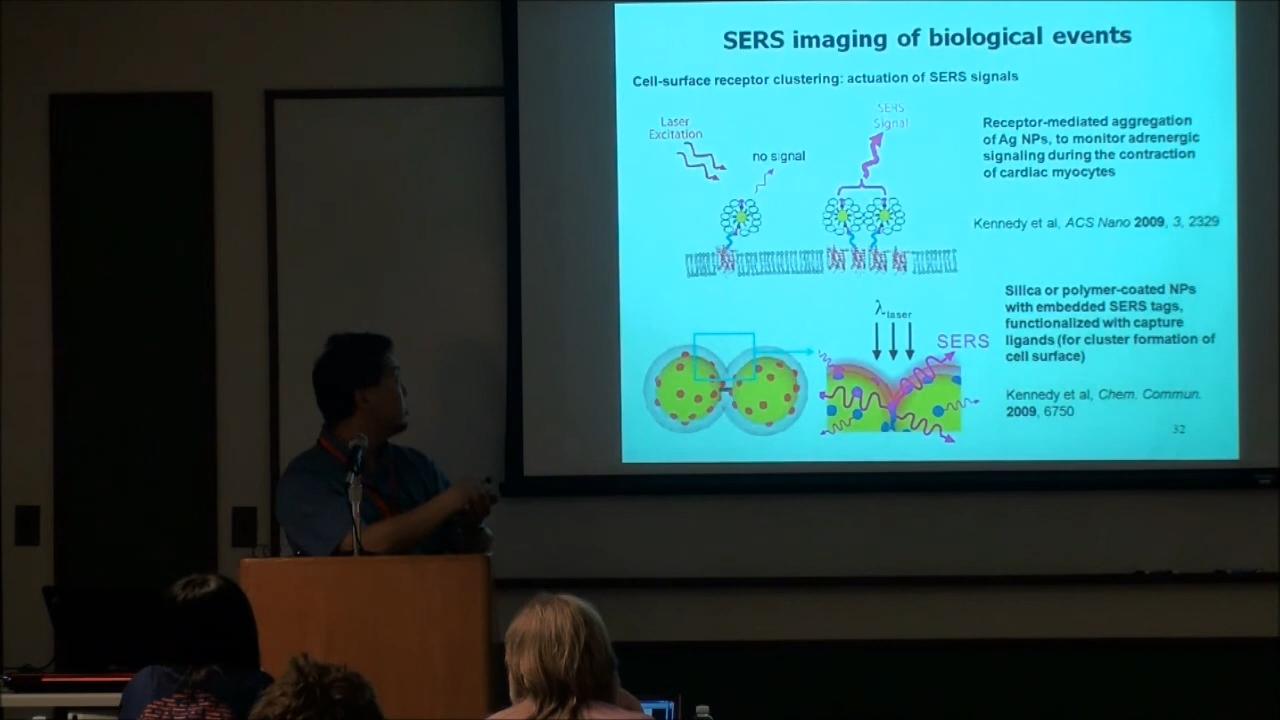 SERS imaging of biological events
Cell-surface receptor clustering: actuation of SERS signals
Laser
Excitation
no signal
SERS
Signal
Receptor-mediated aggregation
of Ag NPs, to monitor adrenergic
signaling during the contraction
of cardiac myocytes
Kennedy et al, ACS Nano 2009, 3, 2329
λ-laser
SERS
Silica or polymer-coated NPs
with embedded SERS tags,
functionalized with capture
ligands (for cluster formation of
cell surface)
Kennedy et al, Chem. Commun.
2009, 6750
32